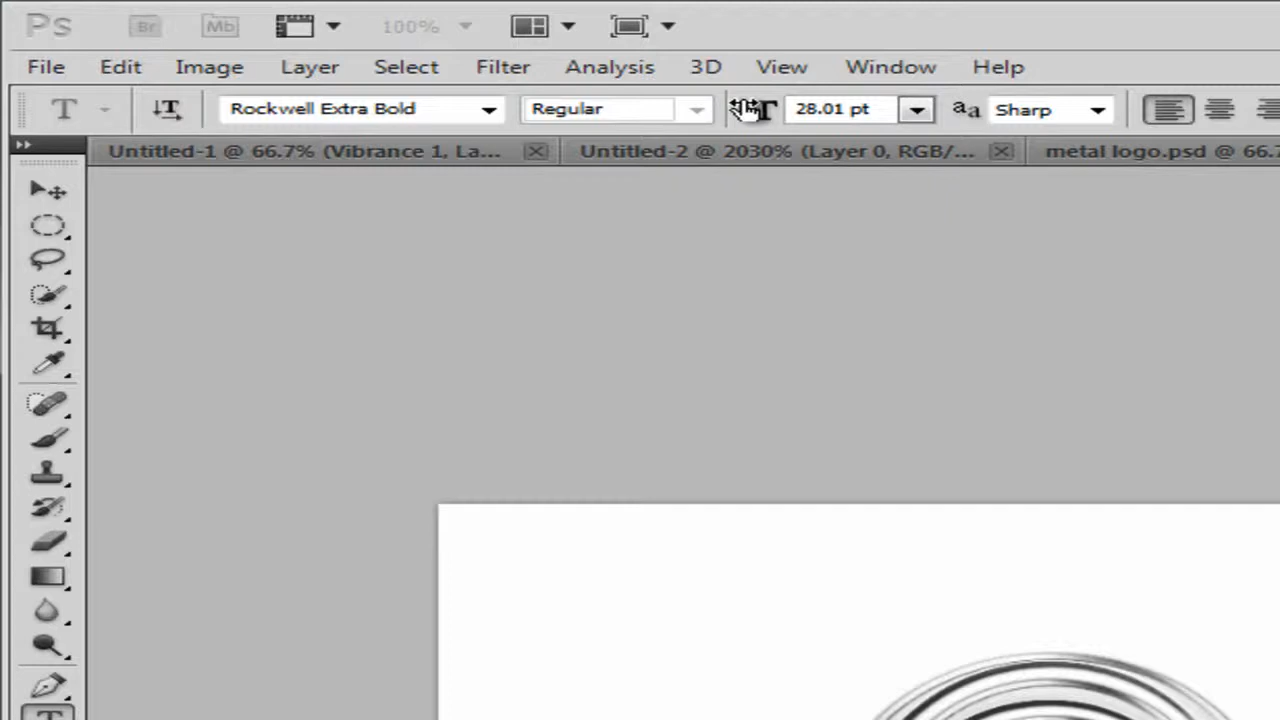 Ps Br Mb 100%
File Edit Image Layer Select Filter Analysis 3D View Window Help
T T Rockwell Extra Bold Regular T 28.01 pt aa Sharp
Untitled-1 @ 66.7% (Vibrance 1, La... Untitled-2 @ 2030% (Layer 0, RGB/... metal logo.psd @ 66.7
T